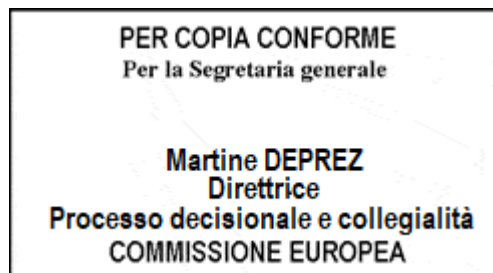 PER COPIA CONFORME
Per la Segretaria generale
Martine DEPREZ
Direttrice
Processo decisionale e collegialità
COMMISSIONE EUROPEA